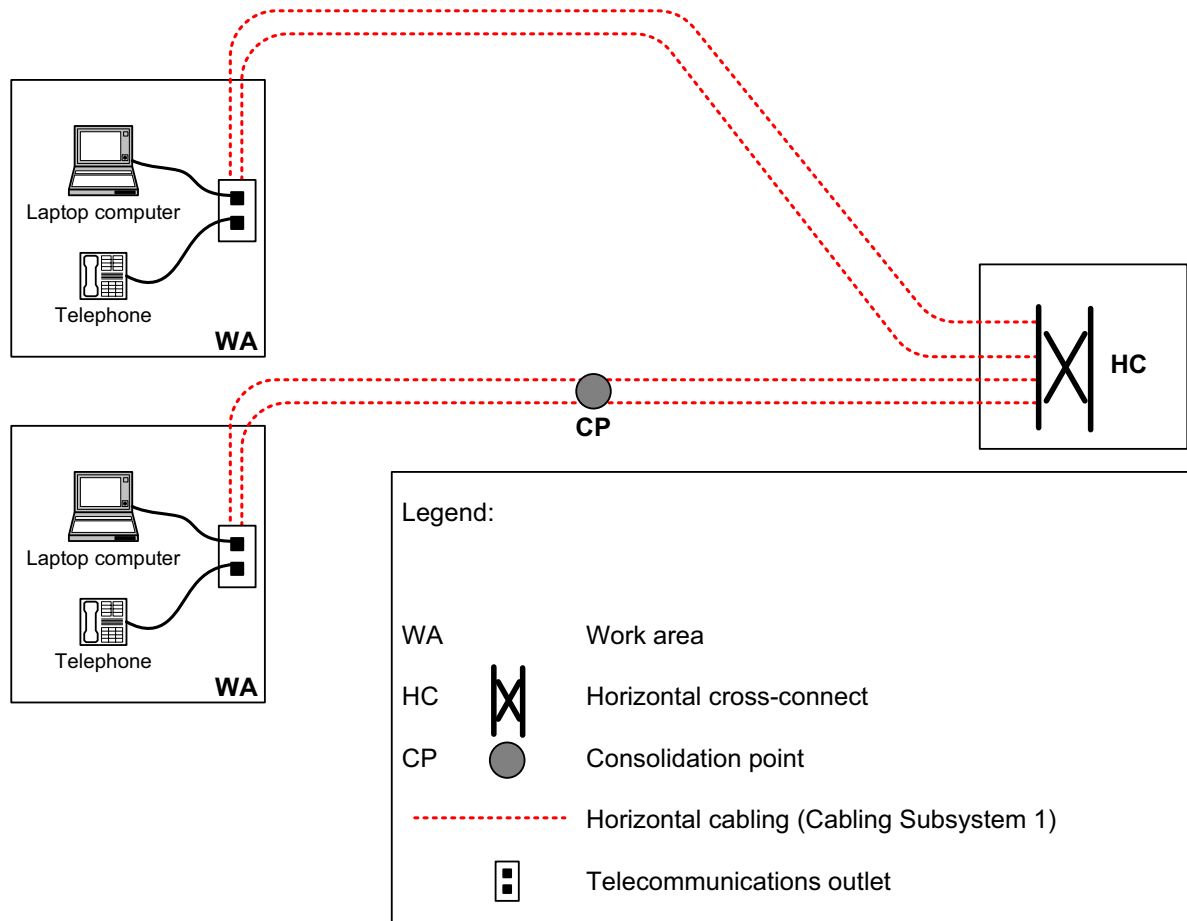 Laptop computer
Telephone
WA
HC
CP
Laptop computer
Telephone
WA
Legend:
WA Work area
HC Horizontal cross-connect
CP Consolidation point
Horizontal cabling (Cabling Subsystem 1)
Telecommunications outlet